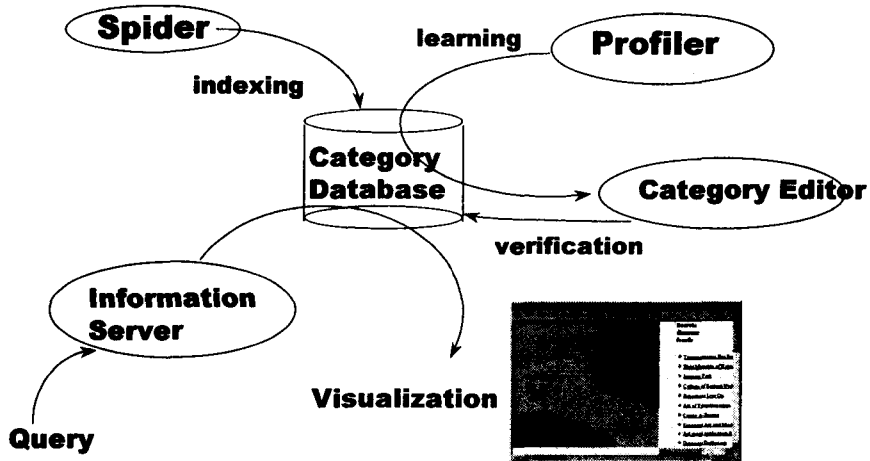 Spider
learning
Profiler
indexing
Category
Database
Category Editor
verification
Information
Server
Visualization
Query